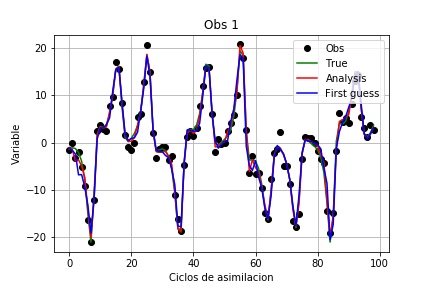 Obs 1
Obs
True
Analysis
First guess
20
10
0
−10
−20
Variable
0
20
40
60
80
100
Ciclos de asimilacion